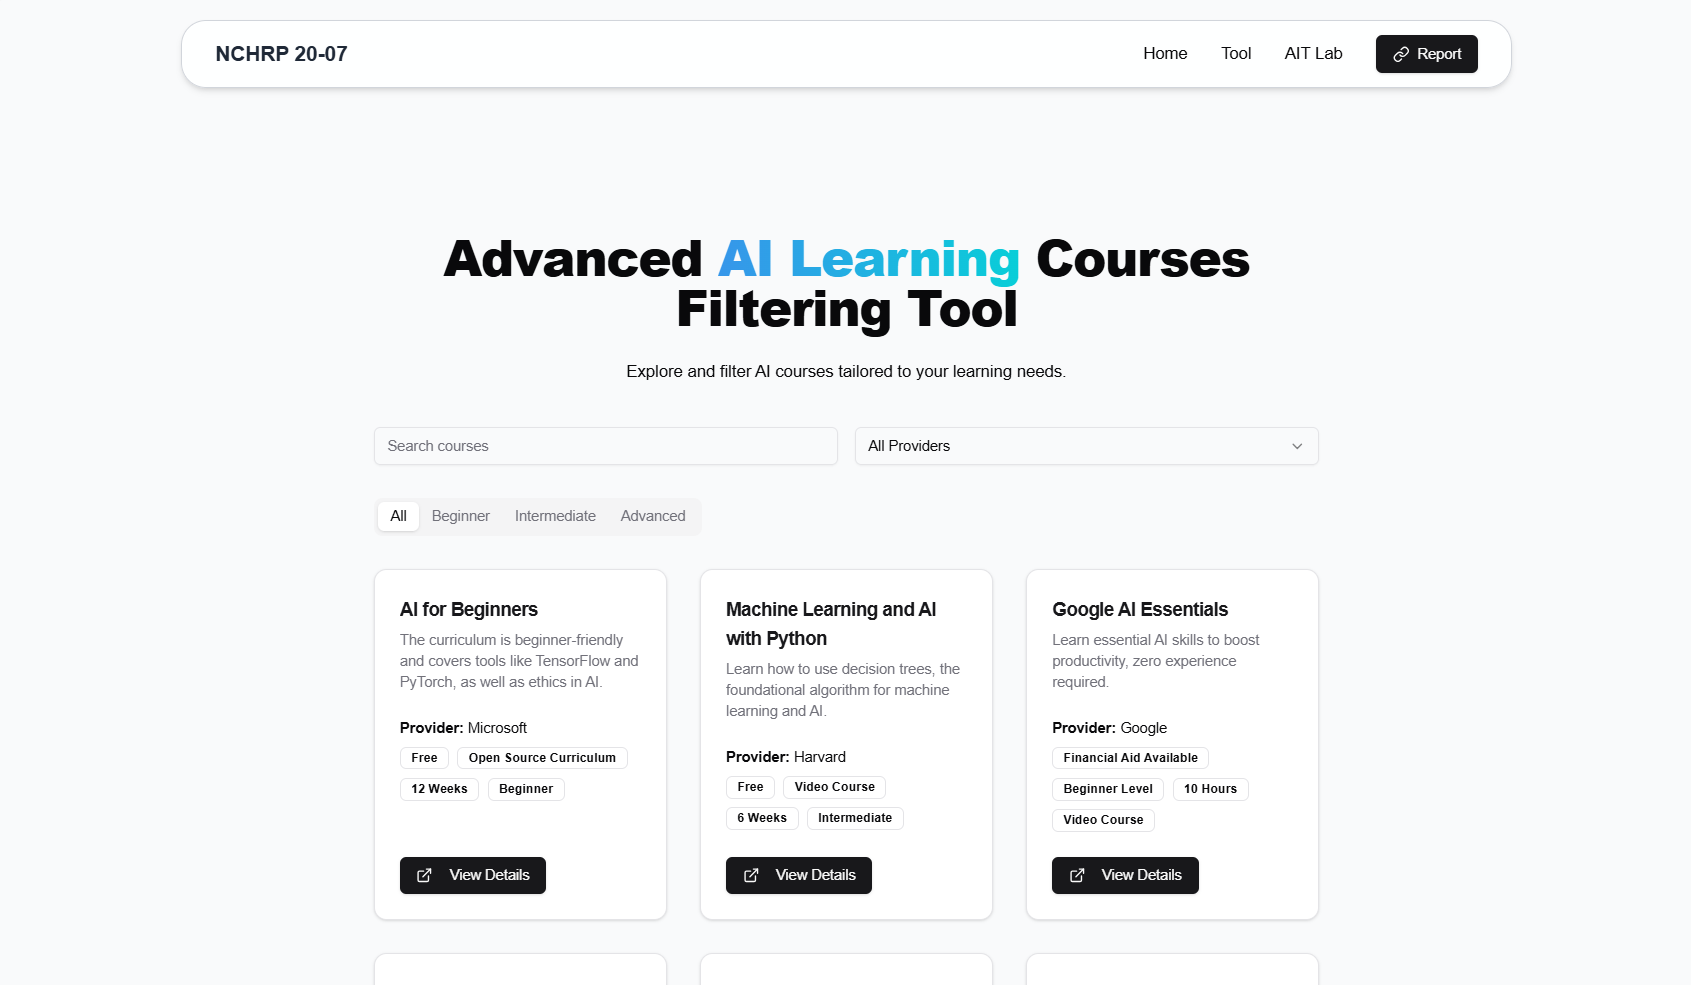 NCHRP 20-07
Home
Tool
AIT Lab
Report
Advanced AI Learning Courses
Filtering Tool
Explore and filter AI courses tailored to your learning needs.
Search courses
All Providers
All
Beginner
Intermediate
Advanced
AI for Beginners
The curriculum is beginner-friendly
and covers tools like TensorFlow and
PyTorch, as well as ethics in AI.
Provider: Microsoft
Free
Open Source Curriculum
12 Weeks
Beginner
View Details
Machine Learning and AI
with Python
Learn how to use decision trees, the
foundational algorithm for machine
learning and AI.
Provider: Harvard
Free
Video Course
6 Weeks
Intermediate
View Details
Google AI Essentials
Learn essential AI skills to boost
productivity, zero experience
required.
Provider: Google
Financial Aid Available
Beginner Level
10 Hours
Video Course
View Details